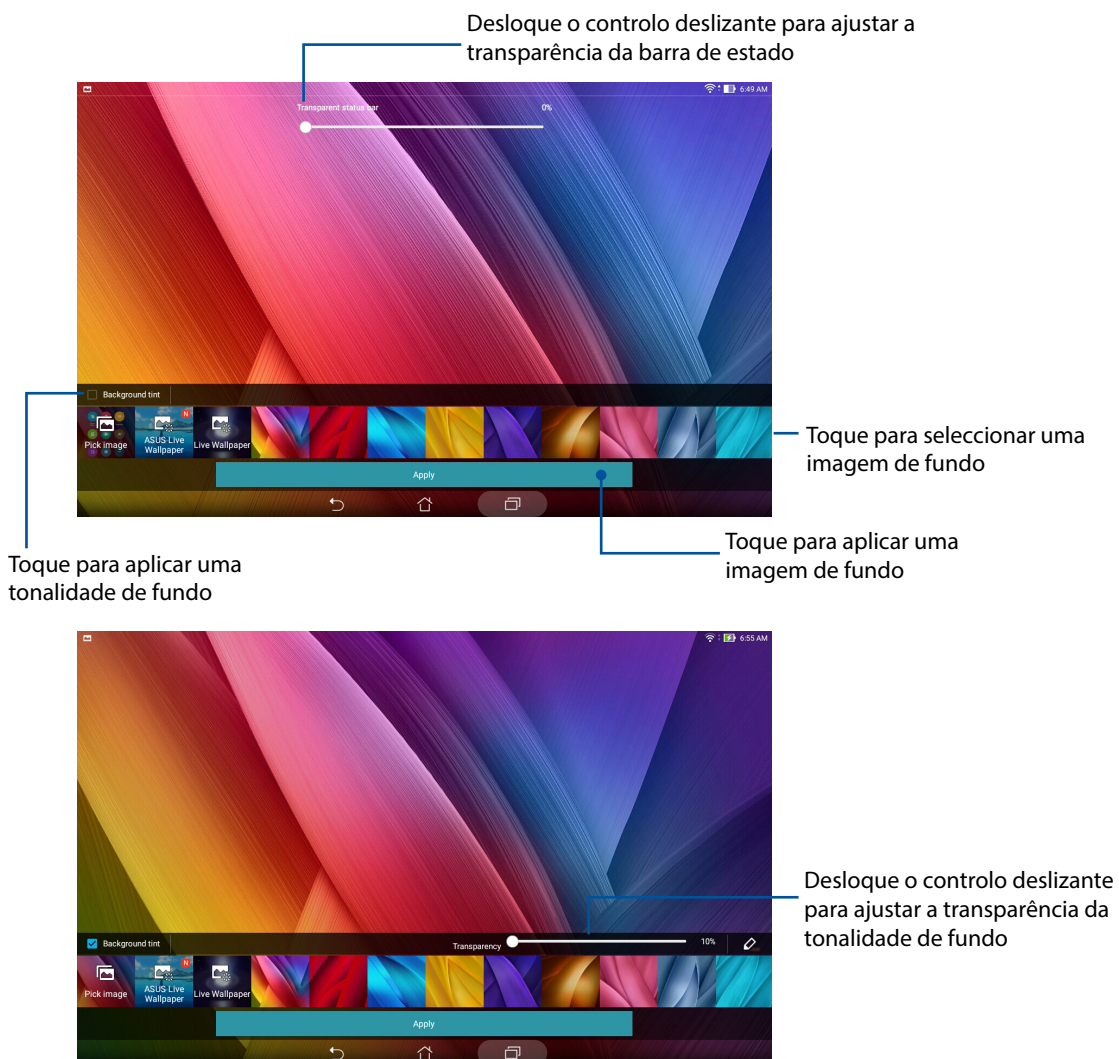 Desloque o controlo deslizante para ajustar a
transparência da barra de estado
6:49 AM
Transparent status bar 0%
Background tint
N
Pick image
ASUS Live
Wallpaper
Live Wallpaper
Toque para seleccionar uma
imagem de fundo
Apply
Toque para aplicar uma
imagem de fundo
Toque para aplicar uma
tonalidade de fundo
6:55 AM
Desloque o controlo deslizante
para ajustar a transparência da
tonalidade de fundo
Background tint
Transparency 10%
N
Pick image
ASUS Live
Wallpaper
Live Wallpaper
Apply